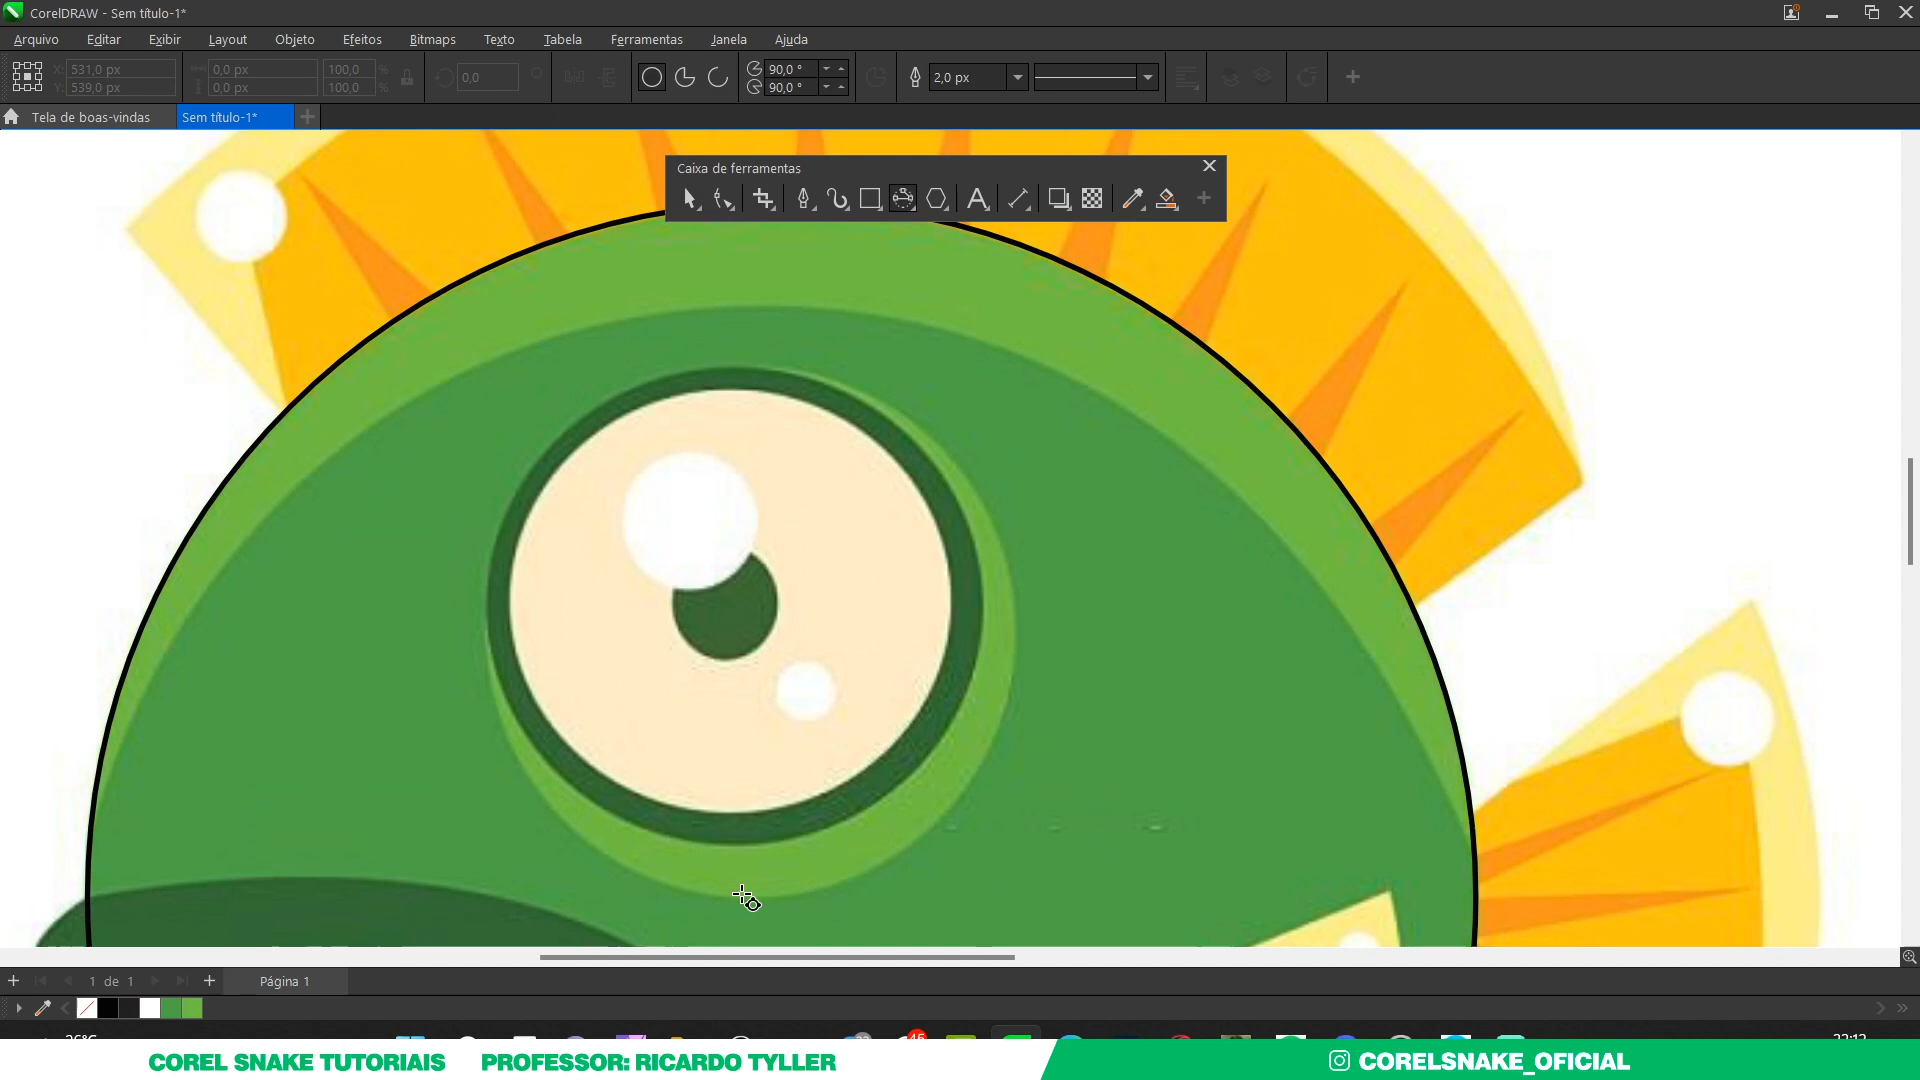 CorelDRAW - Sem título-1*
Arquivo Editar Exibir Layout Objeto Efeitos Bitmaps Texto Tabela Ferramentas Janela Ajuda
X: 531,0 px 0,0 px 100,0 % 0,0 90,0 ° 2,0 px
Y: 539,0 px 0,0 px 100,0 % 90,0 °
Tela de boas-vindas Sem título-1*
Caixa de ferramentas
1 de 1 Página 1
COREL SNAKE TUTORIAIS PROFESSOR: RICARDO TYLLER CORELSNAKE_OFICIAL